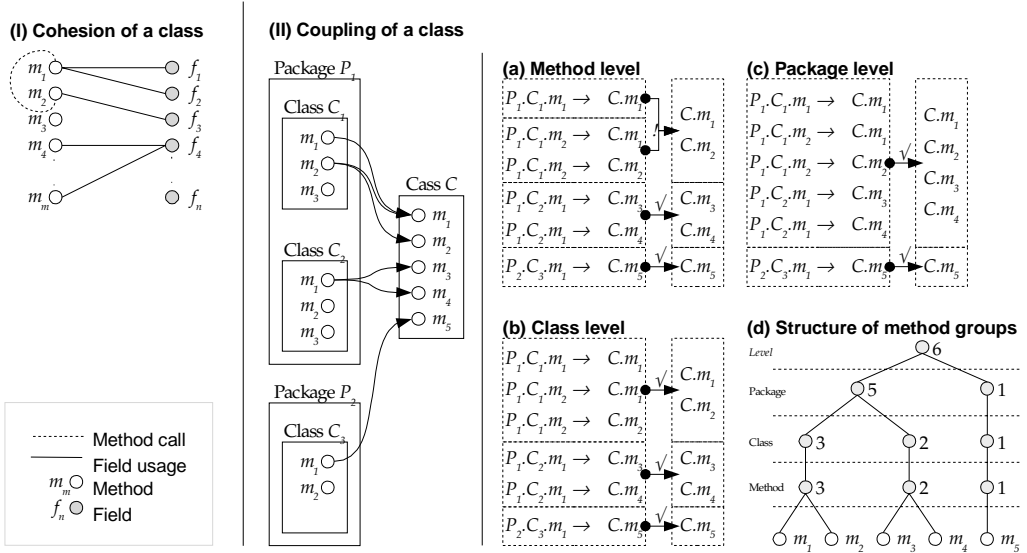 (I) Cohesion of a class
m1 f1
m2 f2
m3 f3
m4 f4
mm fn
Method call
Field usage
mm Method
fn Field
(II) Coupling of a class
Package P1
Class C1
m1
m2
m3
Class C2
m1
m2
m3
Package P2
Class C3
m1
m2
Cass C
m1
m2
m3
m4
m5
(a) Method level
P1.C1.m1 → C.m1
P1.C1.m2 → C.m1
P1.C1.m2 → C.m2
P1.C2.m1 → C.m3
P1.C2.m1 → C.m4
P2.C3.m1 → C.m5
!
√
√
C.m1
C.m2
C.m3
C.m4
C.m5
(b) Class level
P1.C1.m1 →
P1.C1.m2 → C.m1
P1.C1.m2 → C.m2
P1.C2.m1 → C.m3
P1.C2.m1 → C.m4
P2.C3.m1 → C.m5
√
√
√
C.m1
C.m2
C.m3
C.m4
C.m5
(c) Package level
P1.C1.m1 → C.m1
P1.C1.m2 → C.m1
P1.C1.m2 → C.m2
P1.C2.m1 → C.m3
P1.C2.m1 → C.m4
P2.C3.m1 → C.m5
√
√
C.m1
C.m2
C.m3
C.m4
C.m5
(d) Structure of method groups
Level 6
Package 5 1
Class 3 2 1
Method 3 2 1
m1 m2 m3 m4 m5